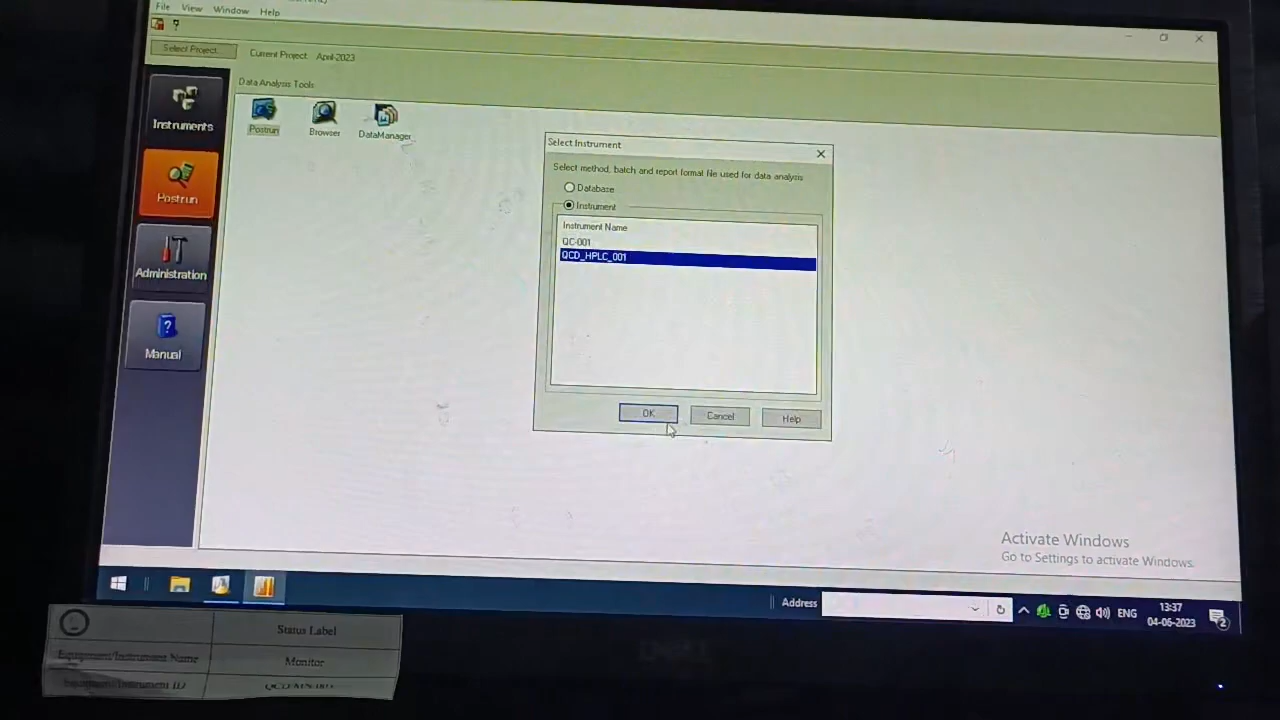 File View Window Help
Select Project... Current Project: April-2023
Data Analysis Tools
Instruments
Postrun
Administration
Manual
Postrun Browser DataManager
Select Instrument
Select method, batch and report format file used for data analysis
Database
Instrument
Instrument Name
QC-001
QCD_HPLC_001
OK Cancel Help
Activate Windows
Go to Settings to activate Windows.
Address
ENG 13:37
04-06-2023
2
Status Label
Equipment/Instrument Name Monitor
Equipment/Instrument ID
DELL